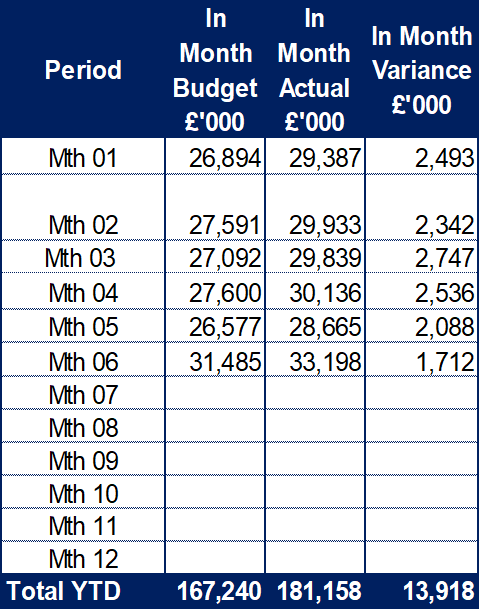 Period In Month Budget £'000 In Month Actual £'000 In Month Variance £'000
Mth 01 26,894 29,387 2,493
Mth 02 27,591 29,933 2,342
Mth 03 27,092 29,839 2,747
Mth 04 27,600 30,136 2,536
Mth 05 26,577 28,665 2,088
Mth 06 31,485 33,198 1,712
Mth 07
Mth 08
Mth 09
Mth 10
Mth 11
Mth 12
Total YTD 167,240 181,158 13,918